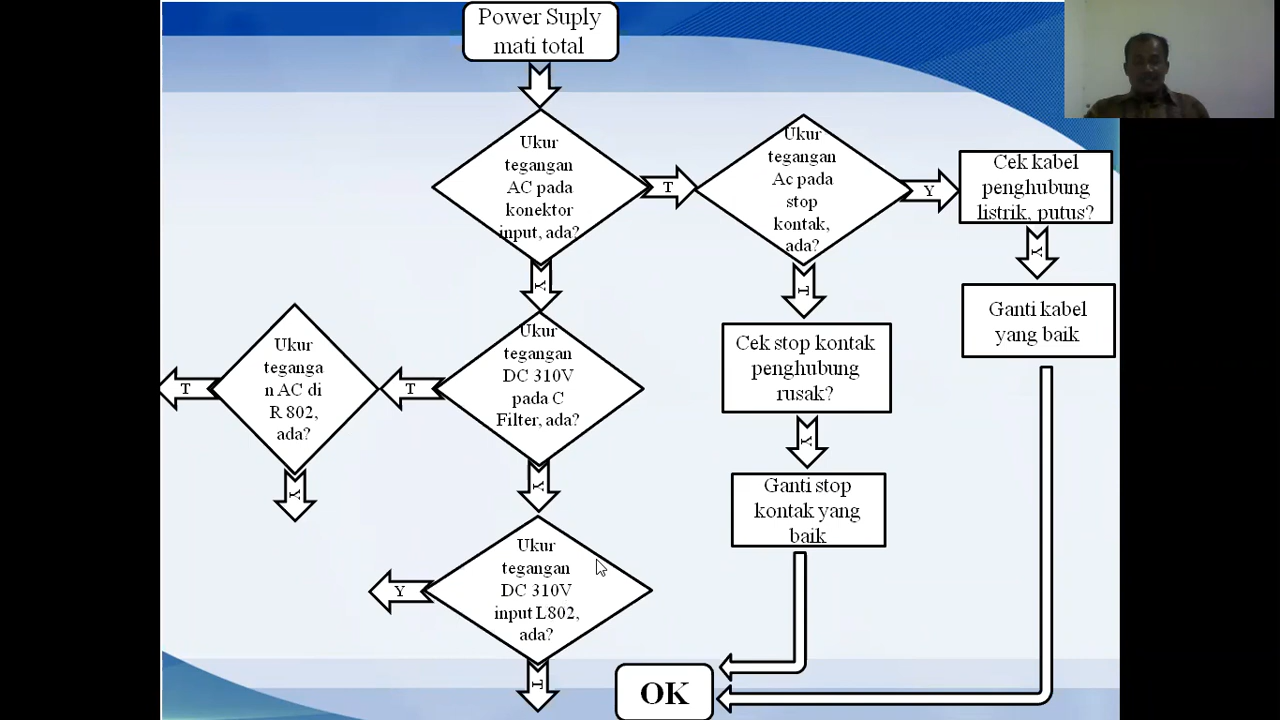 Power Suply
mati total
Ukur
tegangan
AC pada
konektor
input, ada?
T
Ukur
tegangan
Ac pada
stop
kontak,
ada?
Y
Cek kabel
penghubung
listrik, putus?
Y
Ganti kabel
yang baik
T
Cek stop kontak
penghubung
rusak?
Y
Ganti stop
kontak yang
baik
Y
Ukur
tegangan
DC 310V
pada C
Filter, ada?
T
Ukur
teganga
n AC di
R 802,
ada?
T
Y
Y
Ukur
tegangan
DC 310V
input L802,
ada?
Y
T
OK